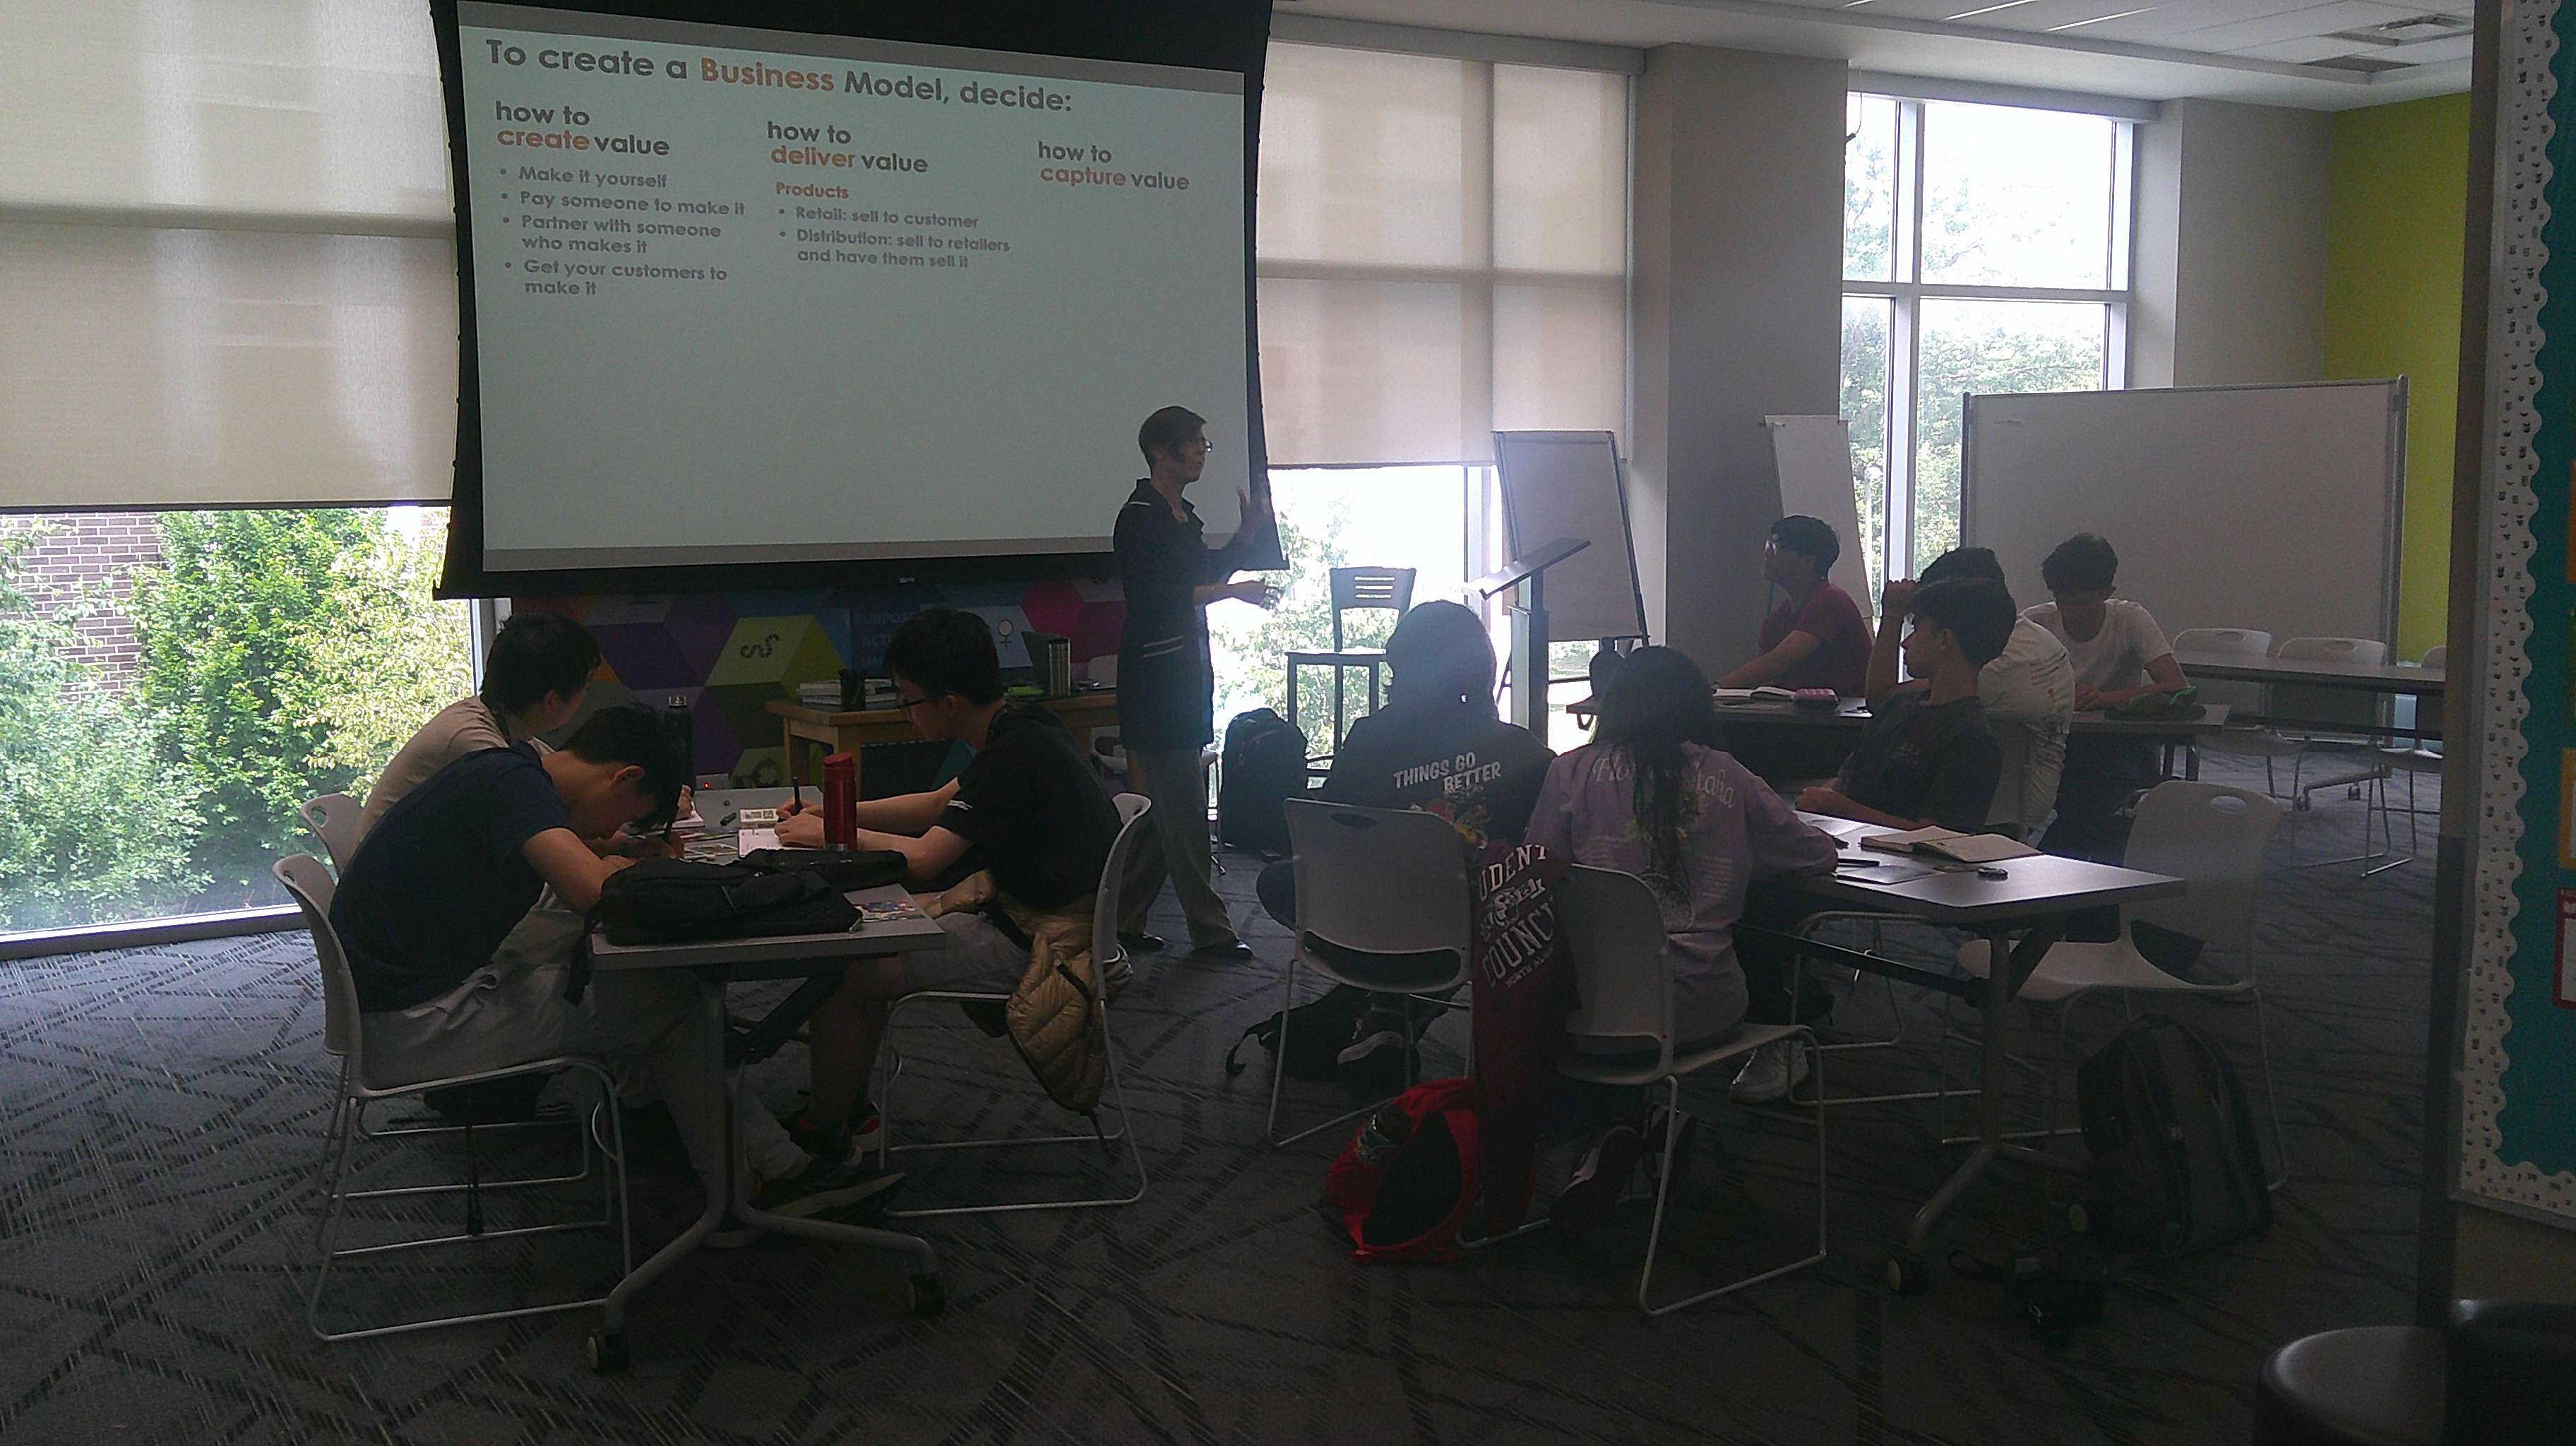 To create a Business Model, decide:
how to
create value
• Make it yourself
• Pay someone to make it
• Partner with someone
who makes it
• Get your customers to
make it
how to
deliver value
Products
• Retail: sell to customer
• Distribution: sell to retailers
and have them sell it
how to
capture value
THINGS GO
BETTER
UDENT
COUNCI